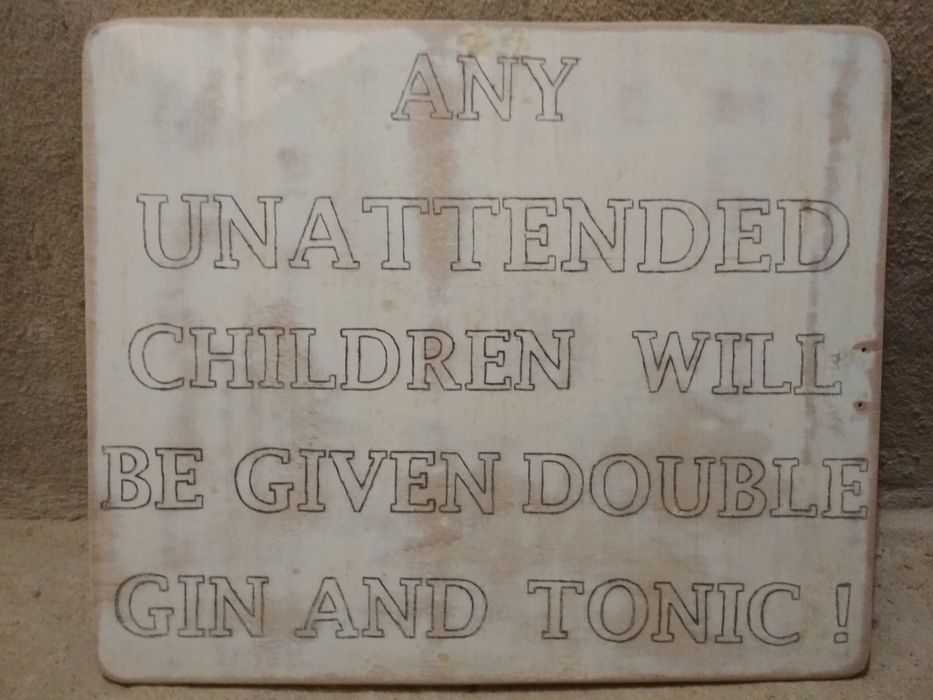 ANY
UNATTENDED
CHILDREN WILL
BE GIVEN DOUBLE
GIN AND TONIC !